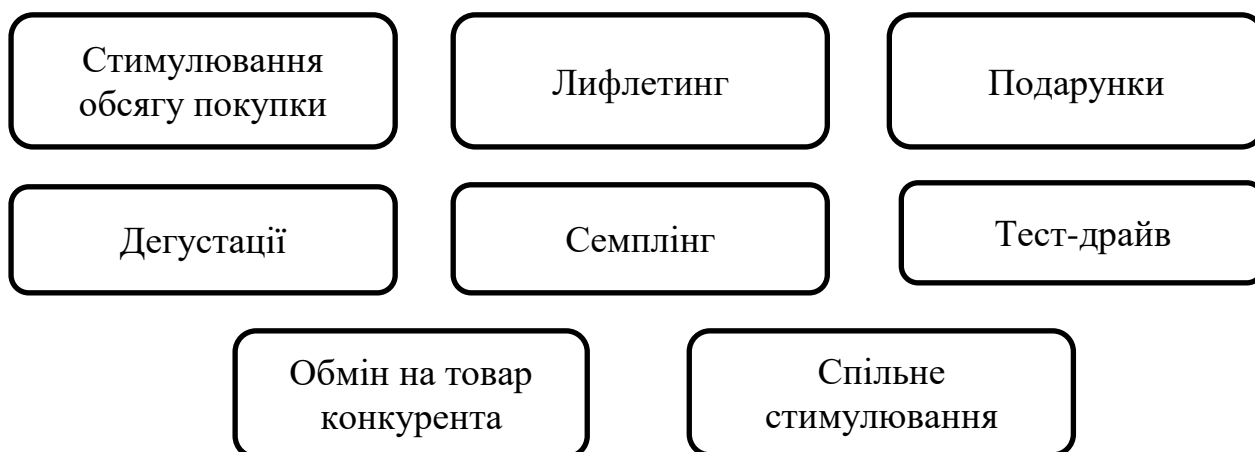 Стимулювання
обсягу покупки
Лифлетинг
Подарунки
Дегустації
Семплінг
Тест-драйв
Обмін на товар
конкурента
Спільне
стимулювання